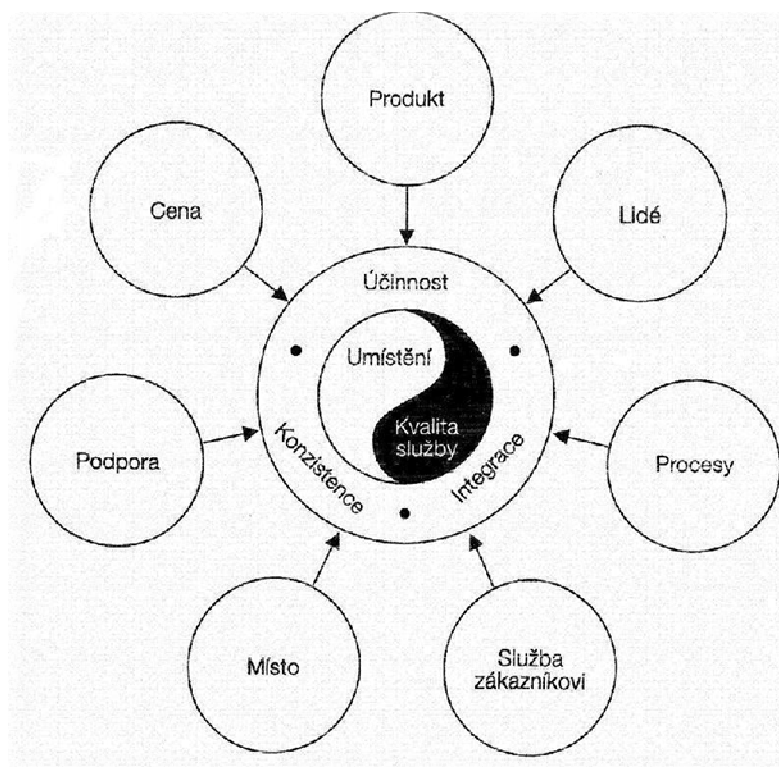 Produkt
Cena
Lidé
Účinnost
Umístění
Kvalita
služby
Konzistence
Integrace
Podpora
Procesy
Místo
Služba
zákazníkovi